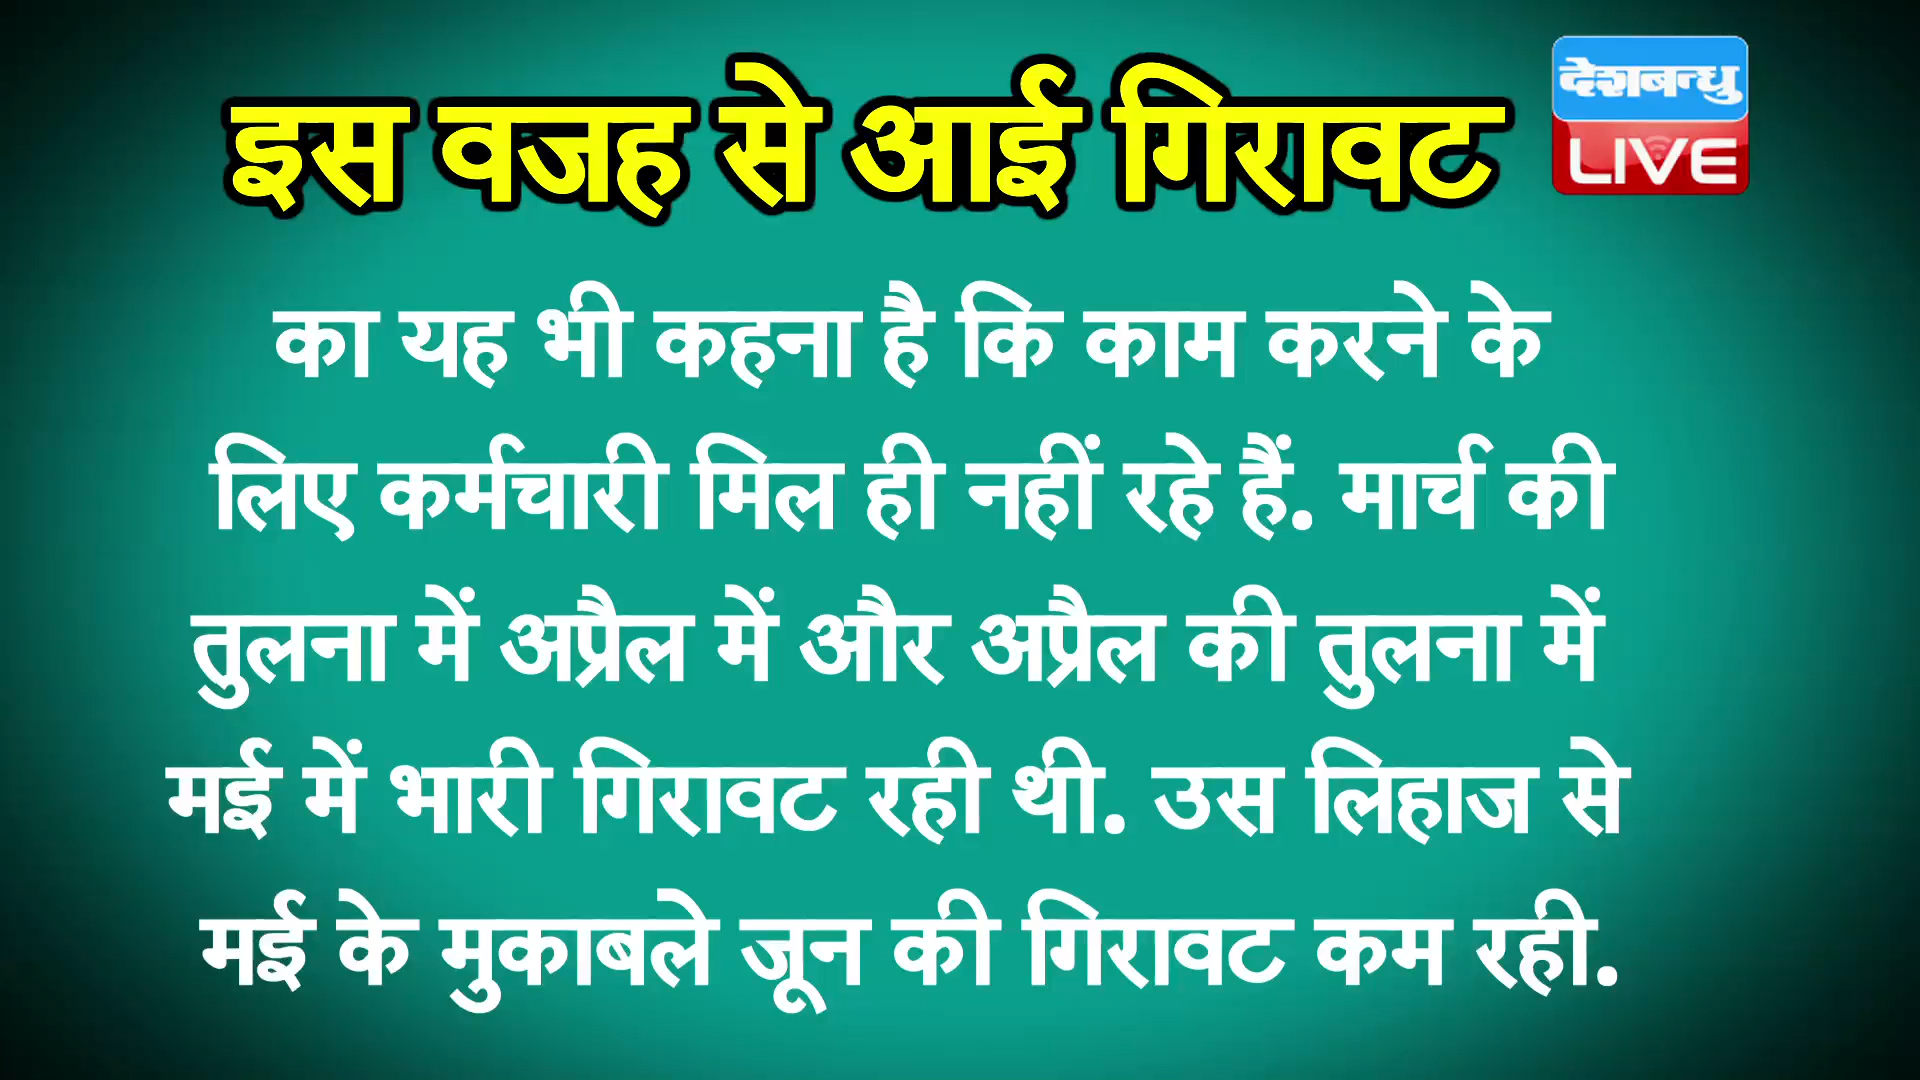 इस वजह से आई गिरावट
देशबन्धु
LIVE
का यह भी कहना है कि काम करने के
लिए कर्मचारी मिल ही नहीं रहे हैं. मार्च की
तुलना में अप्रैल में और अप्रैल की तुलना में
मई में भारी गिरावट रही थी. उस लिहाज से
मई के मुकाबले जून की गिरावट कम रही.